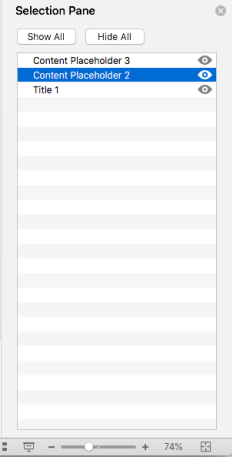 Selection Pane
Show All Hide All
Content Placeholder 3
Content Placeholder 2
Title 1
74%